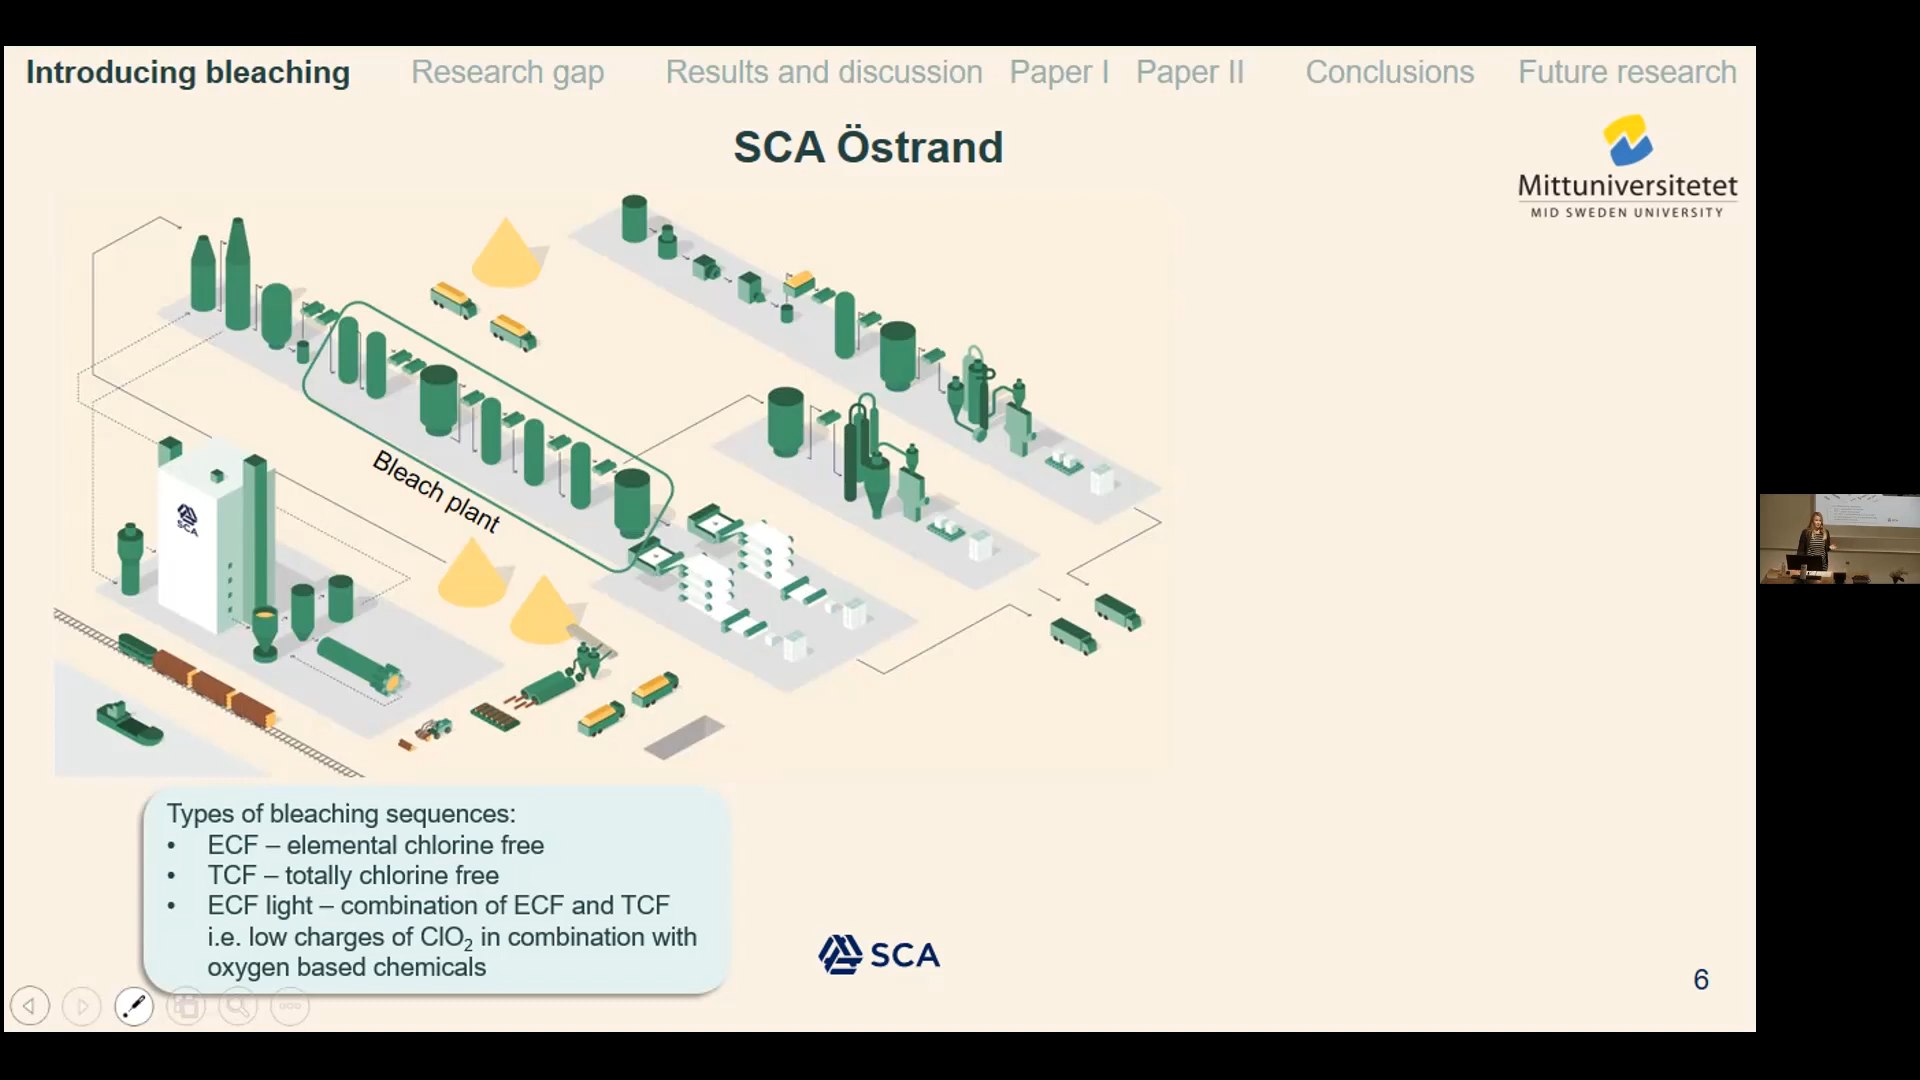 Introducing bleaching Research gap Results and discussion Paper I Paper II Conclusions Future research
SCA Östrand
Mittuniversitetet
MID SWEDEN UNIVERSITY
Bleach plant
SCA
Types of bleaching sequences:
• ECF – elemental chlorine free
• TCF – totally chlorine free
• ECF light – combination of ECF and TCF
i.e. low charges of ClO₂ in combination with
oxygen based chemicals
SCA
6